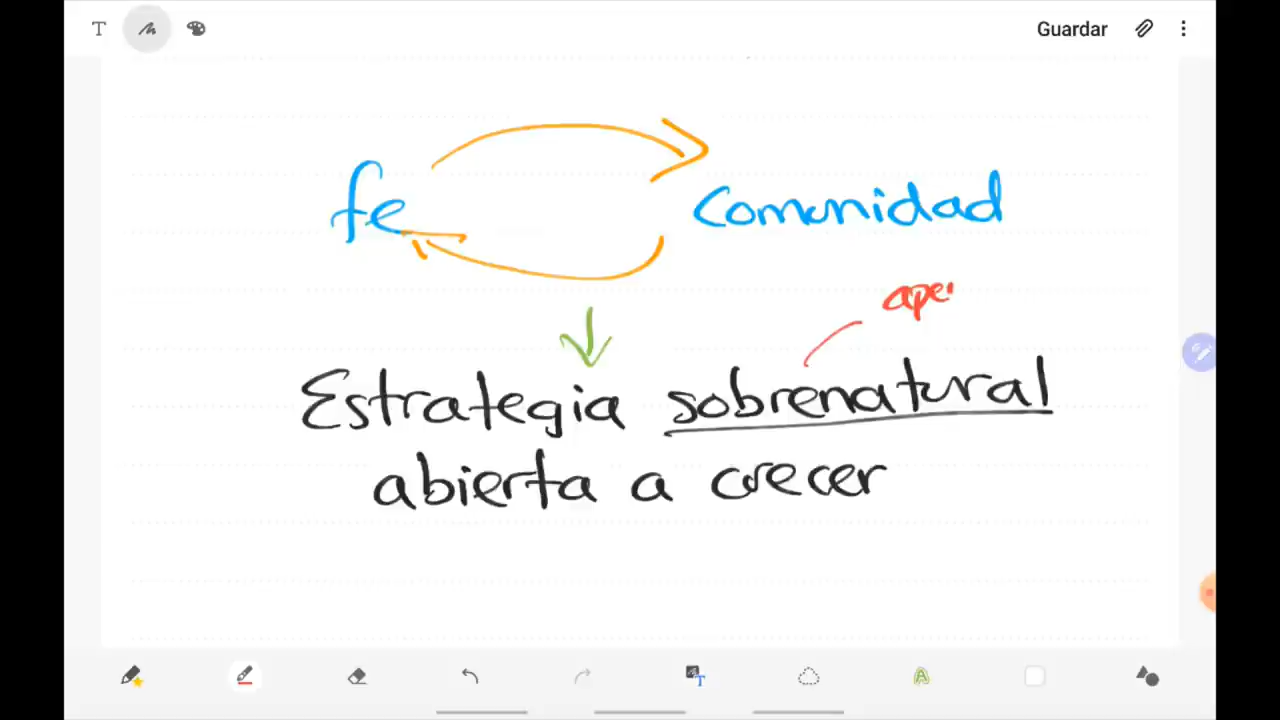 T
Guardar
fe Comunidad
ape
Estrategia sobrenatural
abierta a crecer